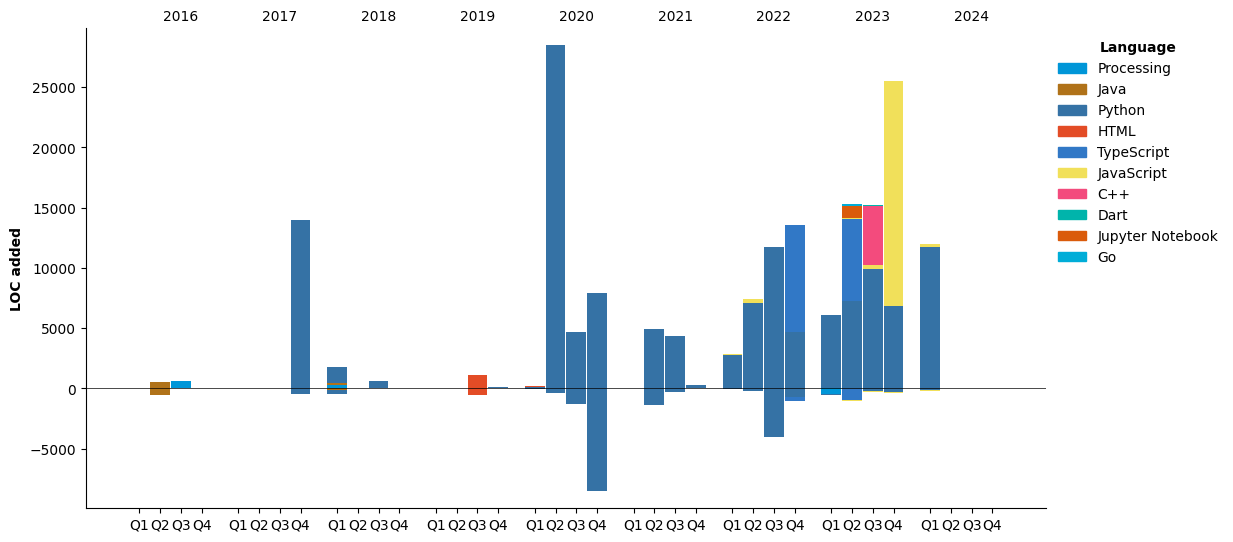 2016 2017 2018 2019 2020 2021 2022 2023 2024
LOC added
25000
20000
15000
10000
5000
0
−5000
Q1 Q2 Q3 Q4 Q1 Q2 Q3 Q4 Q1 Q2 Q3 Q4 Q1 Q2 Q3 Q4 Q1 Q2 Q3 Q4 Q1 Q2 Q3 Q4 Q1 Q2 Q3 Q4 Q1 Q2 Q3 Q4 Q1 Q2 Q3 Q4
Language
Processing
Java
Python
HTML
TypeScript
JavaScript
C++
Dart
Jupyter Notebook
Go